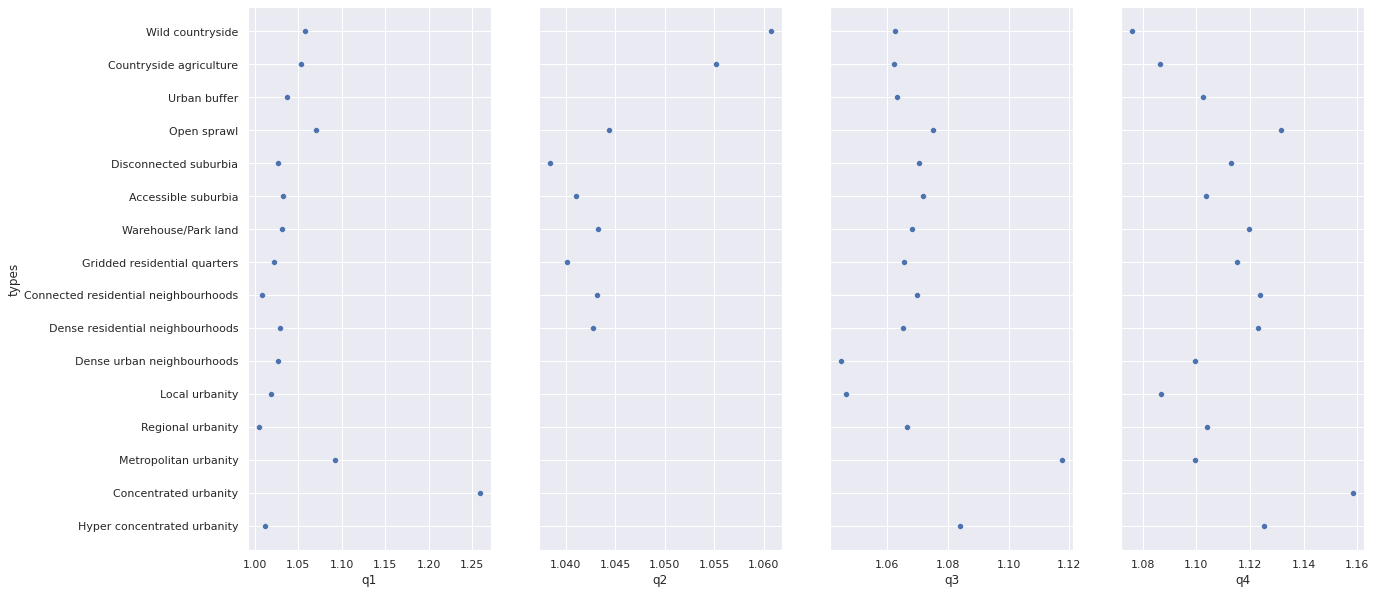 types
Wild countryside
Countryside agriculture
Urban buffer
Open sprawl
Disconnected suburbia
Accessible suburbia
Warehouse/Park land
Gridded residential quarters
Connected residential neighbourhoods
Dense residential neighbourhoods
Dense urban neighbourhoods
Local urbanity
Regional urbanity
Metropolitan urbanity
Concentrated urbanity
Hyper concentrated urbanity
1.00 1.05 1.10 1.15 1.20 1.25
q1
1.040 1.045 1.050 1.055 1.060
q2
1.06 1.08 1.10 1.12
q3
1.08 1.10 1.12 1.14 1.16
q4